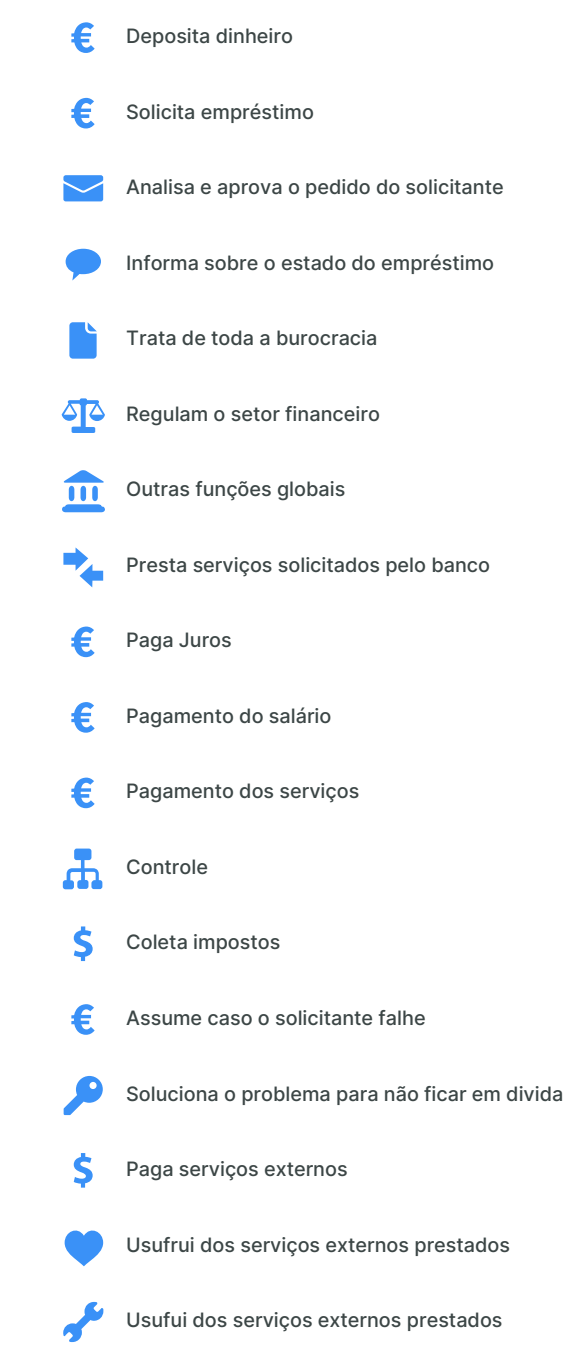 Deposita dinheiro
Solicita empréstimo
Analisa e aprova o pedido do solicitante
Informa sobre o estado do empréstimo
Trata de toda a burocracia
Regulam o setor financeiro
Outras funções globais
Presta serviços solicitados pelo banco
Paga Juros
Pagamento do salário
Pagamento dos serviços
Controle
Coleta impostos
Assume caso o solicitante falhe
Soluciona o problema para não ficar em divida
Paga serviços externos
Usufrui dos serviços externos prestados
Usufui dos serviços externos prestados